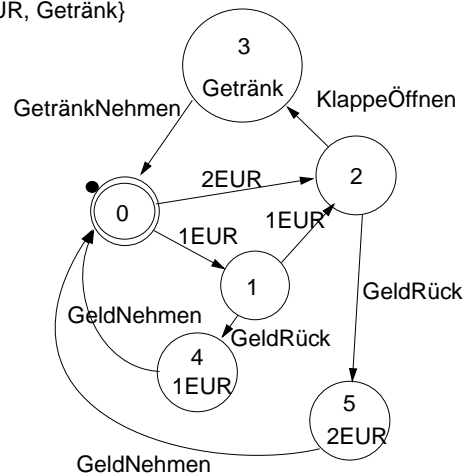 UR, Getränk}
3
Getränk
GetränkNehmen
KlappeÖffnen
2EUR
2
0
1EUR
1EUR
1
GeldRück
GeldNehmen
GeldRück
4
1EUR
5
2EUR
GeldNehmen